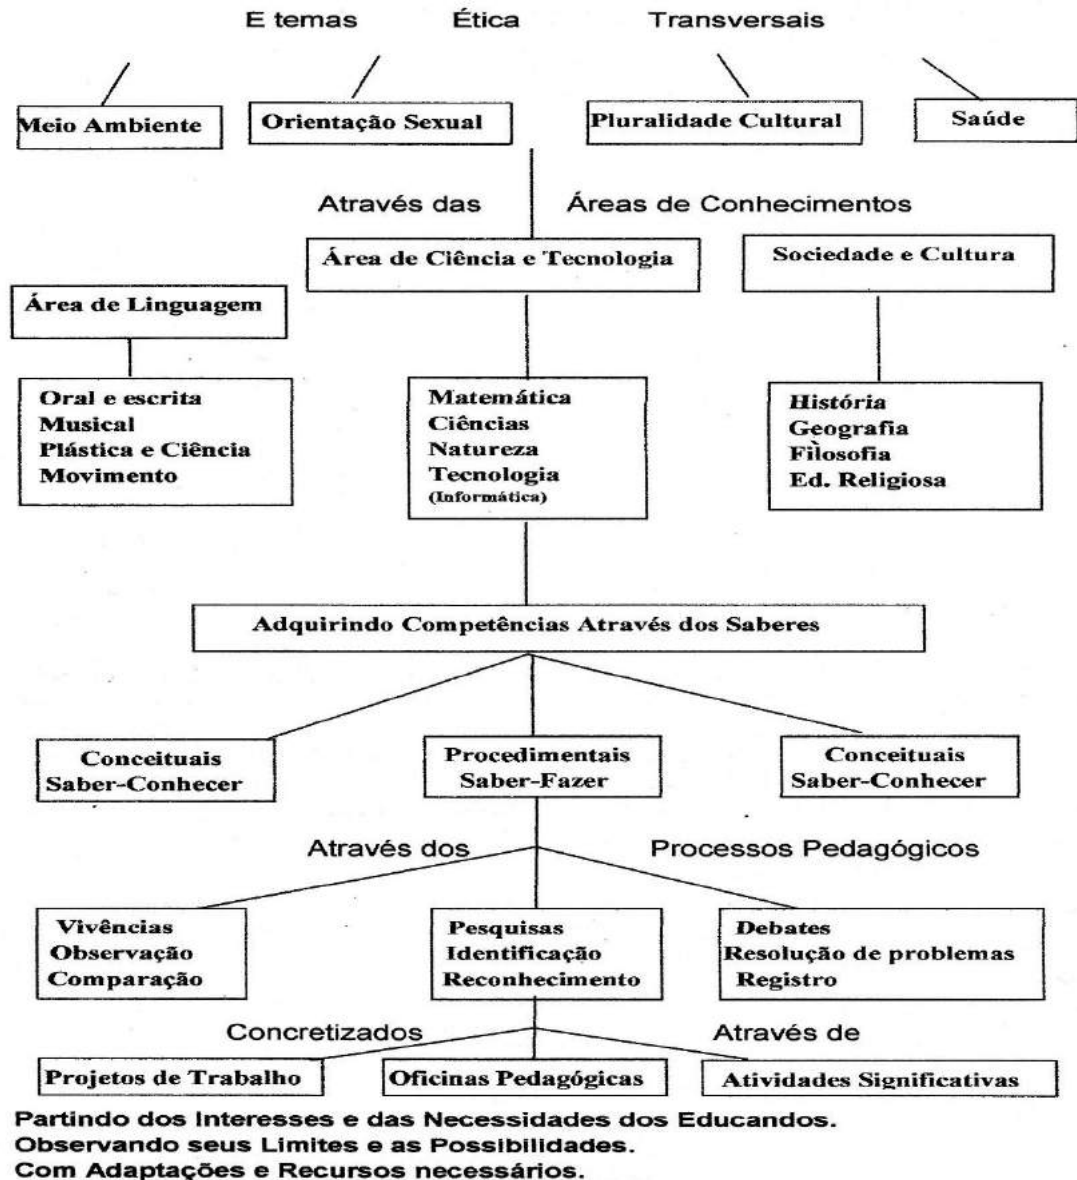 E temas Ética Transversais
Meio Ambiente
Orientação Sexual
Pluralidade Cultural
Saúde
Através das Áreas de Conhecimentos
Área de Ciência e Tecnologia
Sociedade e Cultura
Área de Linguagem
Oral e escrita
Musical
Plástica e Ciência
Movimento
Matemática
Ciências
Natureza
Tecnologia
(Informática)
História
Geografia
Filosofia
Ed. Religiosa
Adquirindo Competências Através dos Saberes
Conceituais
Saber-Conhecer
Procedimentais
Saber-Fazer
Conceituais
Saber-Conhecer
Através dos Processos Pedagógicos
Vivências
Observação
Comparação
Pesquisas
Identificação
Reconhecimento
Debates
Resolução de problemas
Registro
Concretizados Através de
Projetos de Trabalho
Oficinas Pedagógicas
Atividades Significativas
Partindo dos Interesses e das Necessidades dos Educandos.
Observando seus Limites e as Possibilidades.
Com Adaptações e Recursos necessários.